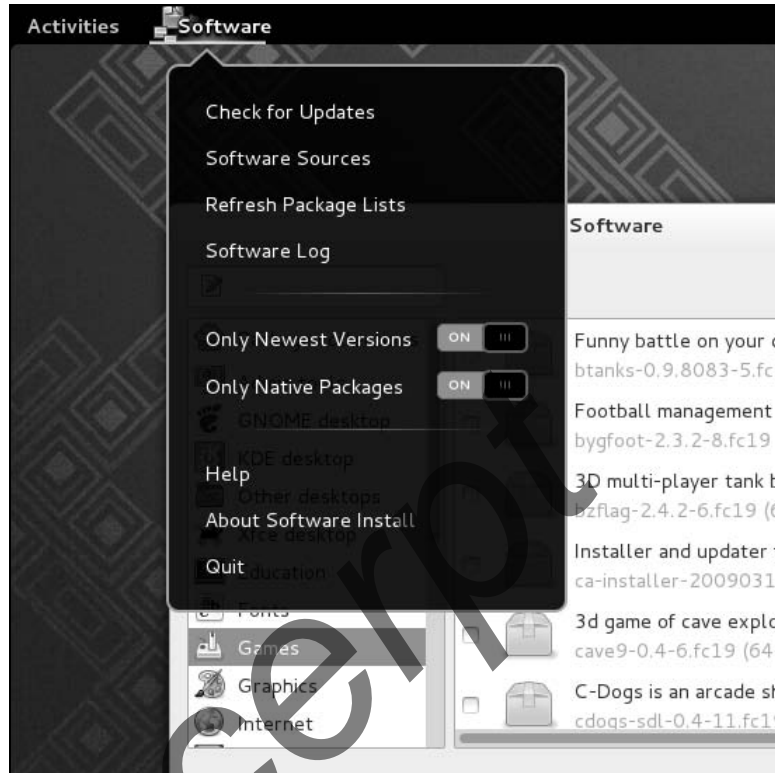 Activities Software
Check for Updates
Software Sources
Refresh Package Lists
Software Log
Only Newest Versions ON
Only Native Packages ON
Help
About Software Install
Quit
GNOME desktop
KDE desktop
Other desktops
Xfce desktop
Education
Fonts
Games
Graphics
Internet
Software
Funny battle on your
btanks-0.9.8083-5.fc
Football management
bygfoot-2.3.2-8.fc19
3D multi-player tank
bzflag-2.4.2-6.fc19 (6
Installer and updater
ca-installer-2009031
3d game of cave explo
cave9-0.4-6.fc19 (64
C-Dogs is an arcade sh
cdogs-sdl-0.4-11.fc19
cerpt